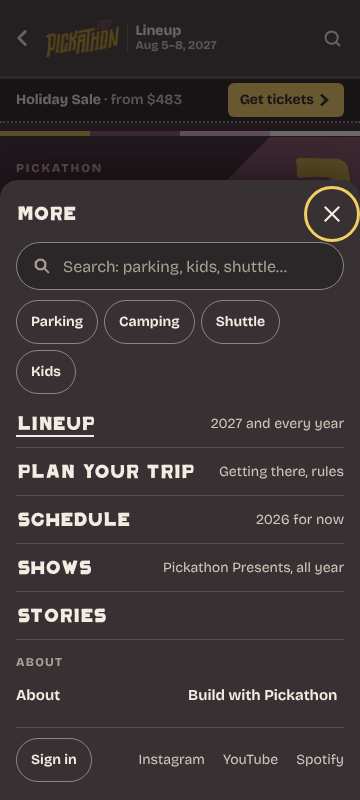 PICKATHON
Lineup
Aug 5–8, 2027
Holiday Sale · from $483
Get tickets
PICKATHON
MORE
Search: parking, kids, shuttle...
Parking
Camping
Shuttle
Kids
LINEUP
2027 and every year
PLAN YOUR TRIP
Getting there, rules
SCHEDULE
2026 for now
SHOWS
Pickathon Presents, all year
STORIES
ABOUT
About
Build with Pickathon
Sign in
Instagram
YouTube
Spotify